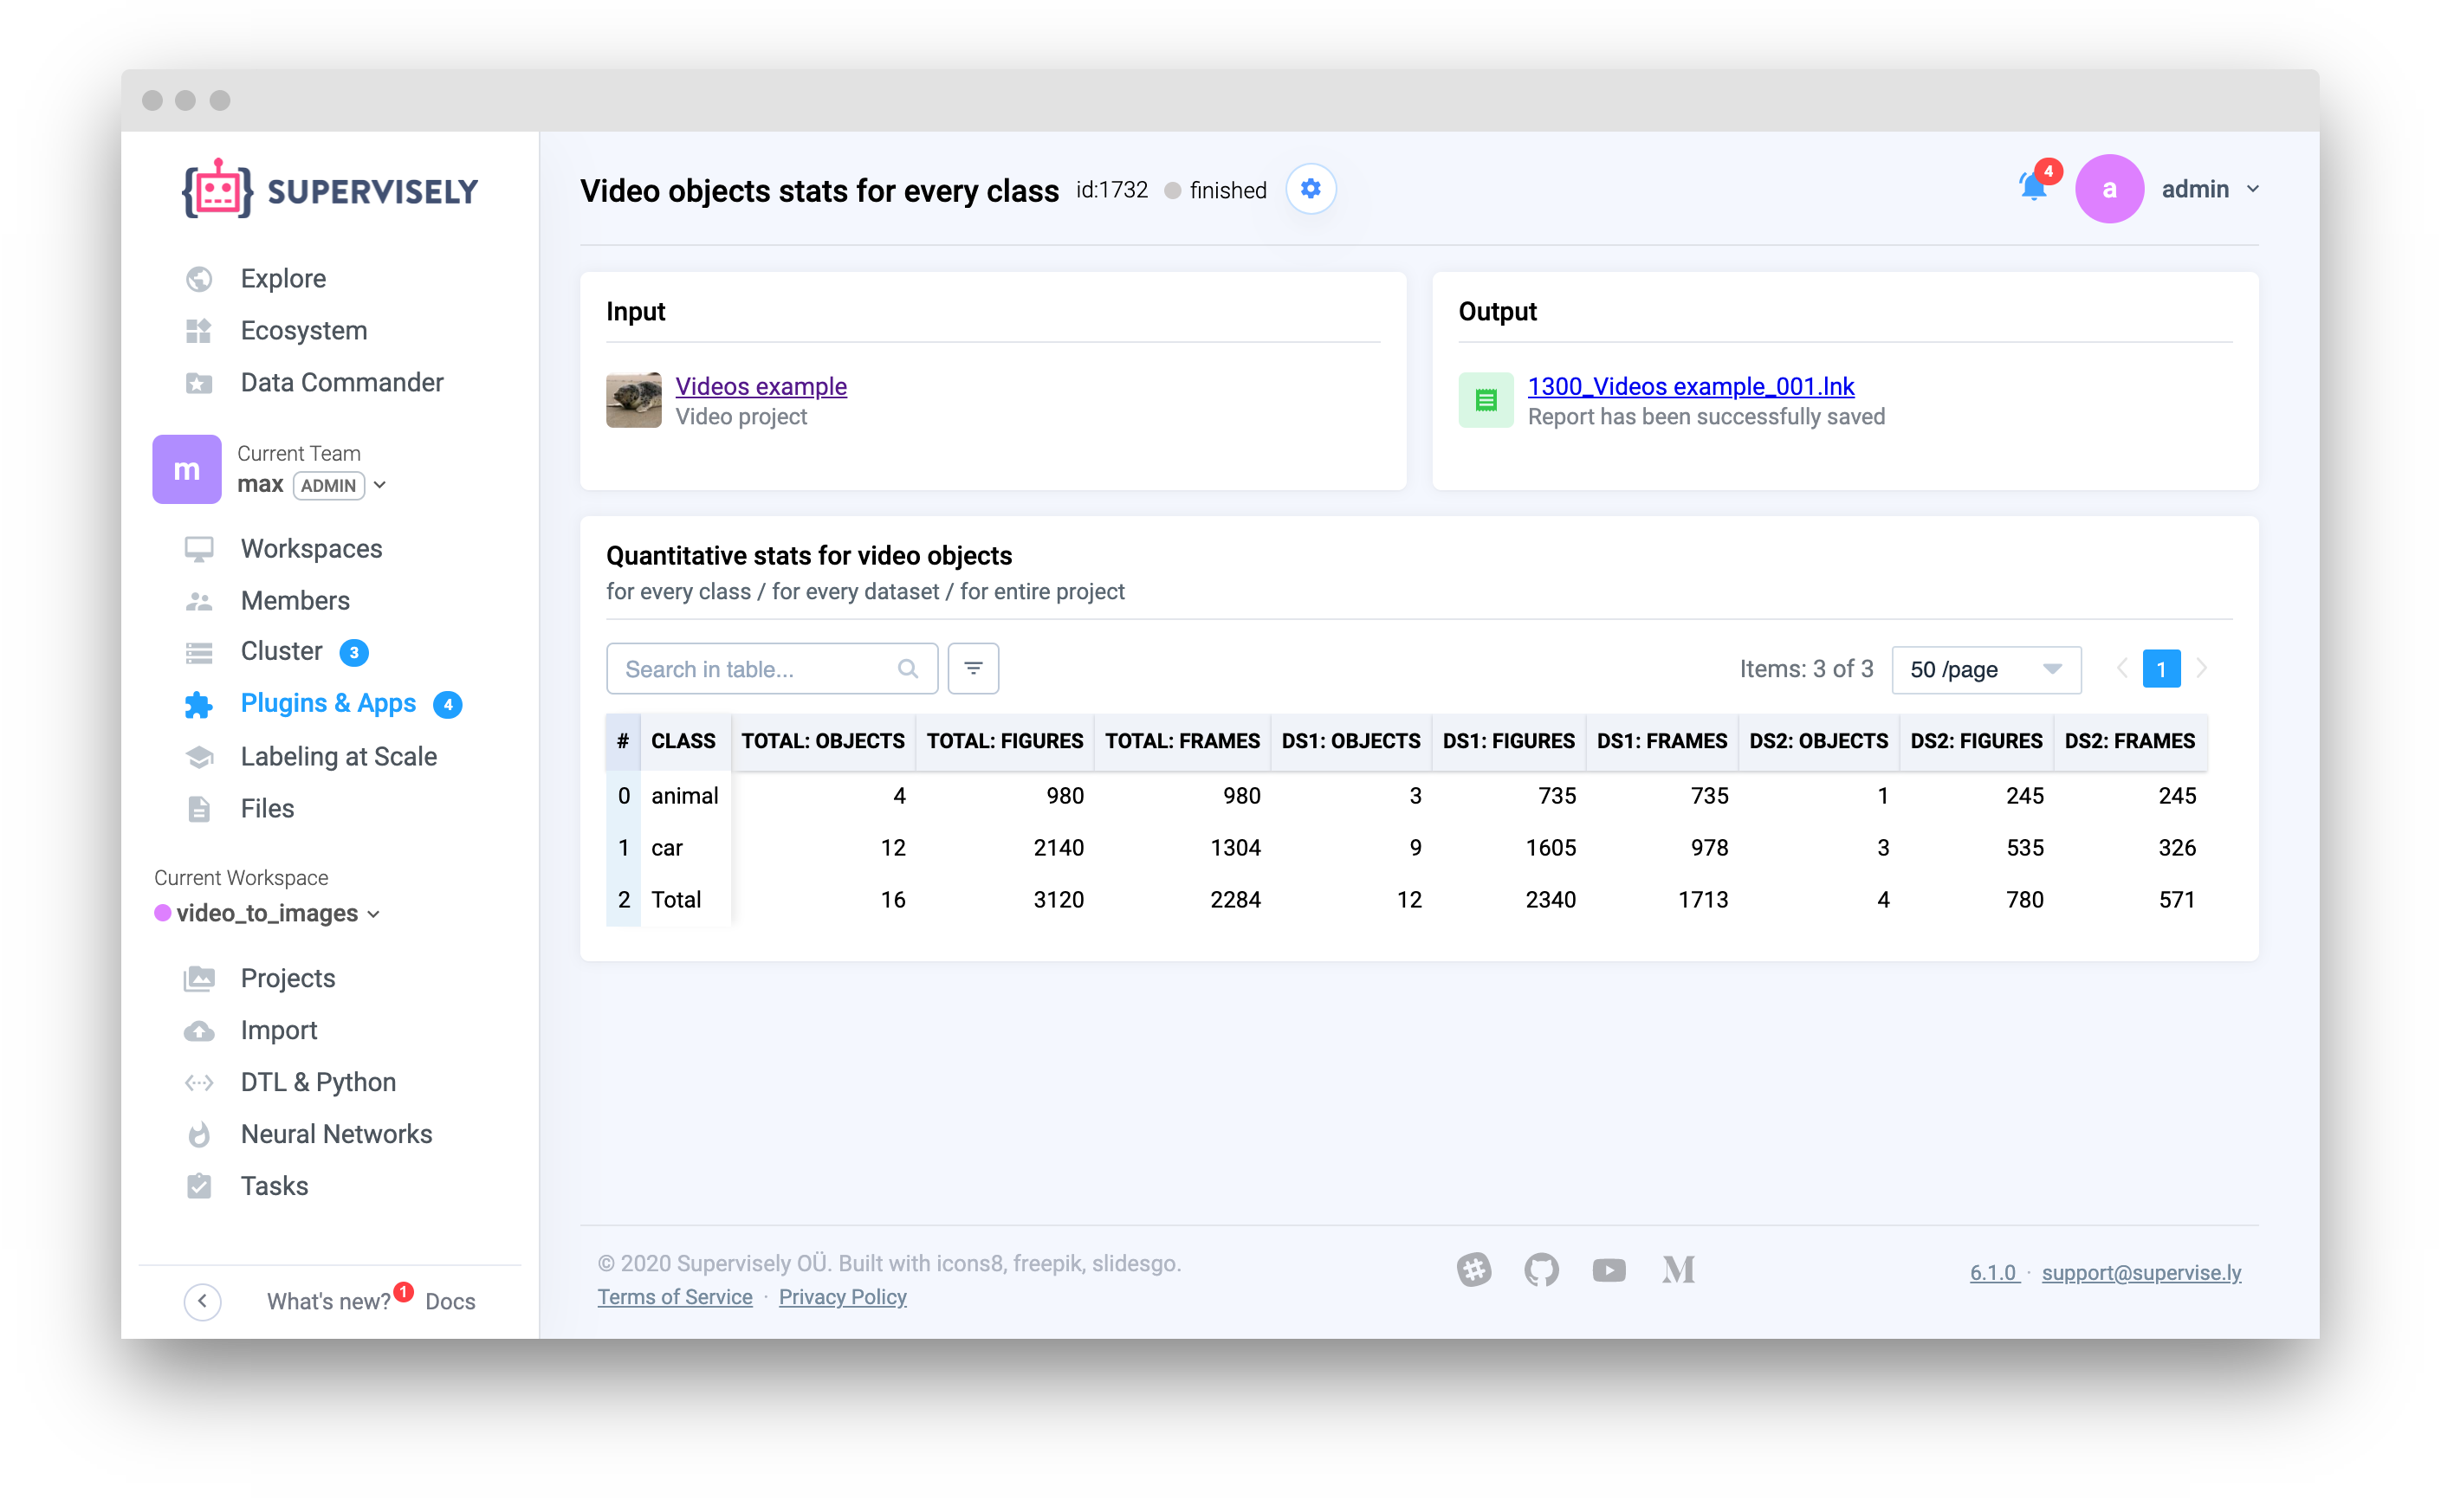 SUPERVISELY
Explore
Ecosystem
Data Commander
m
Current Team
max ADMIN
Workspaces
Members
Cluster 3
Plugins & Apps 4
Labeling at Scale
Files
Current Workspace
video_to_images
Projects
Import
DTL & Python
Neural Networks
Tasks
What's news? 1 Docs
Video objects stats for every class id:1732 finished
4 a admin
Input
Videos example
Video project
Output
1300_Videos example_001.lnk
Report has been successfully saved
Quantitative stats for video objects
for every class / for every dataset / for entire project
Search in table... Items: 3 of 3 50 /page 1
# CLASS TOTAL: OBJECTS TOTAL: FIGURES TOTAL: FRAMES DS1: OBJECTS DS1: FIGURES DS1: FRAMES DS2: OBJECTS DS2: FIGURES DS2: FRAMES
0 animal 4 980 980 3 735 735 1 245 245
1 car 12 2140 1304 9 1605 978 3 535 326
2 Total 16 3120 2284 12 2340 1713 4 780 571
© 2020 Supervisely OÜ. Built with icons8, freepik, slidesgo.
Terms of Service · Privacy Policy
6.1.0 · support@supervise.ly